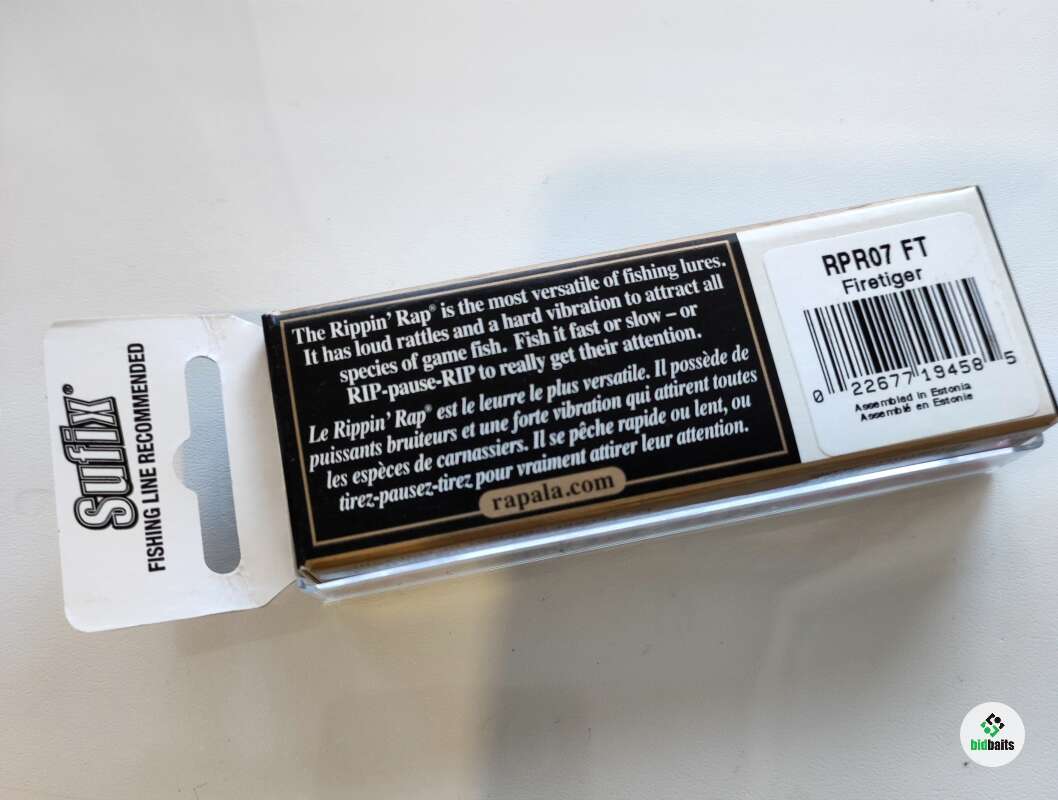 Sufix®
FISHING LINE RECOMMENDED
The Rippin' Rap® is the most versatile of fishing lures.
It has loud rattles and a hard vibration to attract all
species of game fish. Fish it fast or slow – or
RIP-pause-RIP to really get their attention.
Le Rippin' Rap® est le leurre le plus versatile. Il possède de
puissants bruiteurs et une forte vibration qui attirent toutes
les espèces de carnassiers. Il se pêche rapide ou lent, ou
tirez-pausez-tirez pour vraiment attirer leur attention.
rapala.com
RPR07 FT
Firetiger
0 22677 19458 5
Assembled in Estonia
Assemblé en Estonie
bidbaits